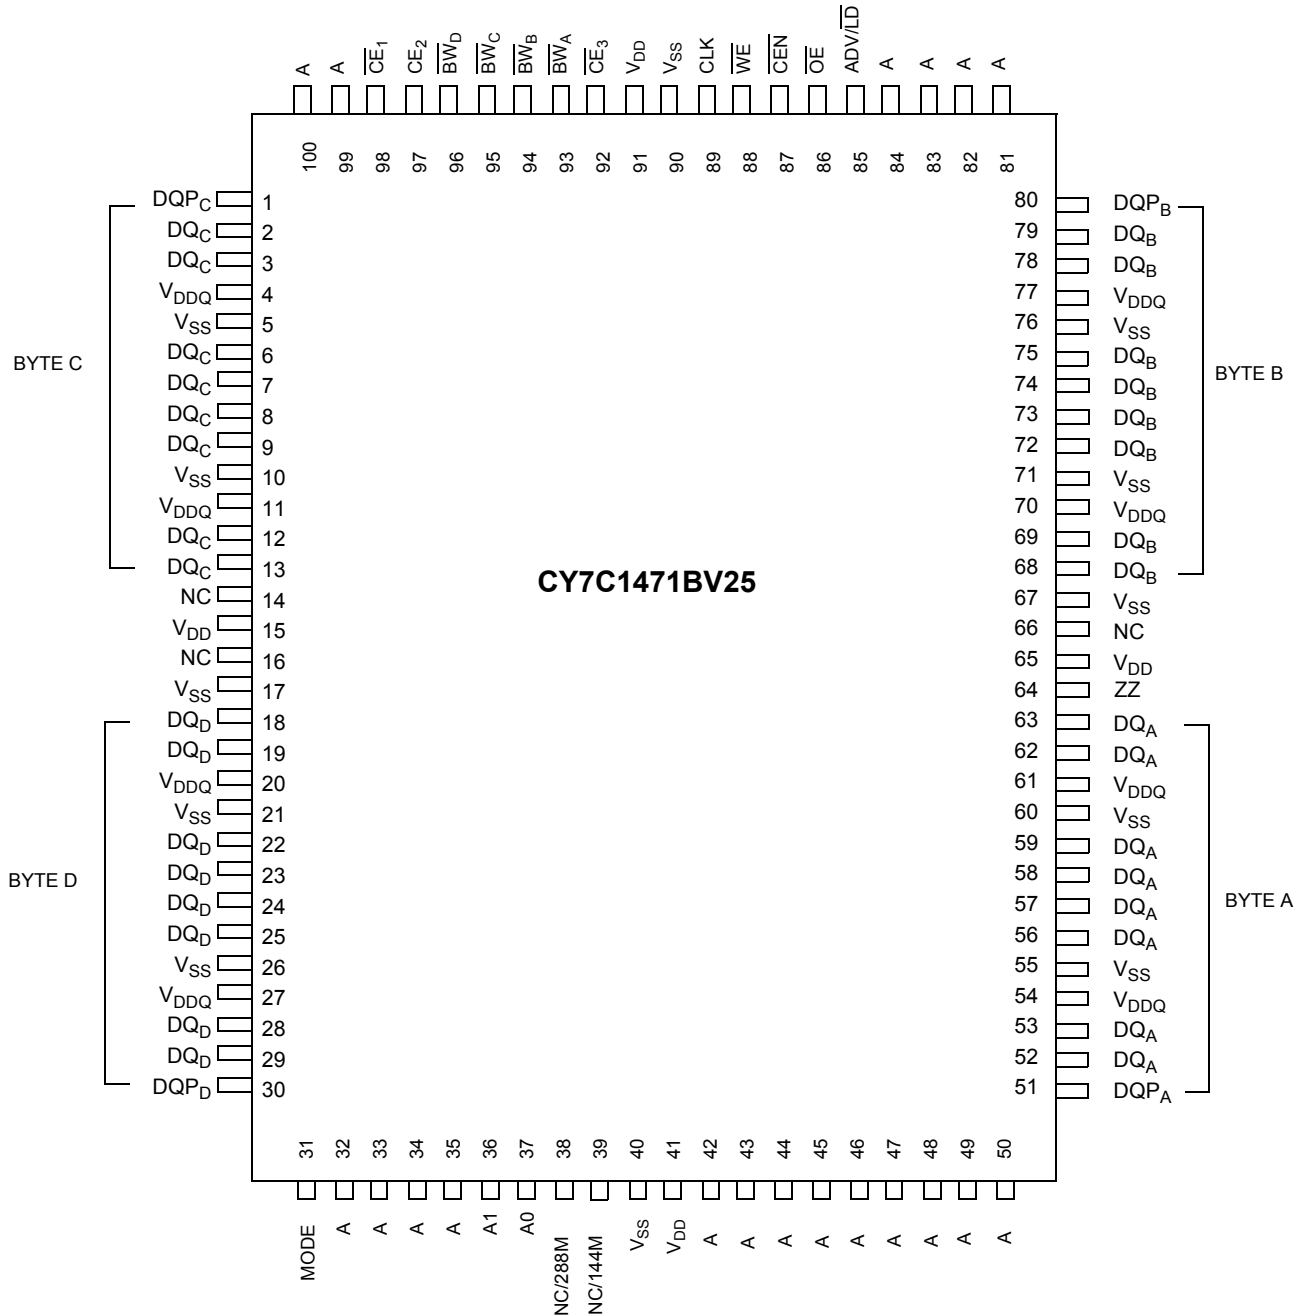 A A CE1 CE2 BWD BWC BWB BWA CE3 VDD VSS CLK WE CEN OE ADV/LD A A A A
100 99 98 97 96 95 94 93 92 91 90 89 88 87 86 85 84 83 82 81
DQPC 1 80 DQPB
DQC 2 79 DQB
DQC 3 78 DQB
VDDQ 4 77 VDDQ
VSS 5 76 VSS
DQC 6 75 DQB
BYTE C BYTE B
DQC 7 74 DQB
DQC 8 73 DQB
DQC 9 72 DQB
VSS 10 71 VSS
VDDQ 11 70 VDDQ
DQC 12 69 DQB
DQC 13 68 DQB
CY7C1471BV25
NC 14 67 VSS
VDD 15 66 NC
NC 16 65 VDD
VSS 17 64 ZZ
DQD 18 63 DQA
DQD 19 62 DQA
VDDQ 20 61 VDDQ
VSS 21 60 VSS
DQD 22 59 DQA
DQD 23 58 DQA
BYTE D BYTE A
DQD 24 57 DQA
DQD 25 56 DQA
VSS 26 55 VSS
VDDQ 27 54 VDDQ
DQD 28 53 DQA
DQD 29 52 DQA
DQPD 30 51 DQPA
31 32 33 34 35 36 37 38 39 40 41 42 43 44 45 46 47 48 49 50
MODE A A A A A1 A0 NC/288M NC/144M VSS VDD A A A A A A A A A